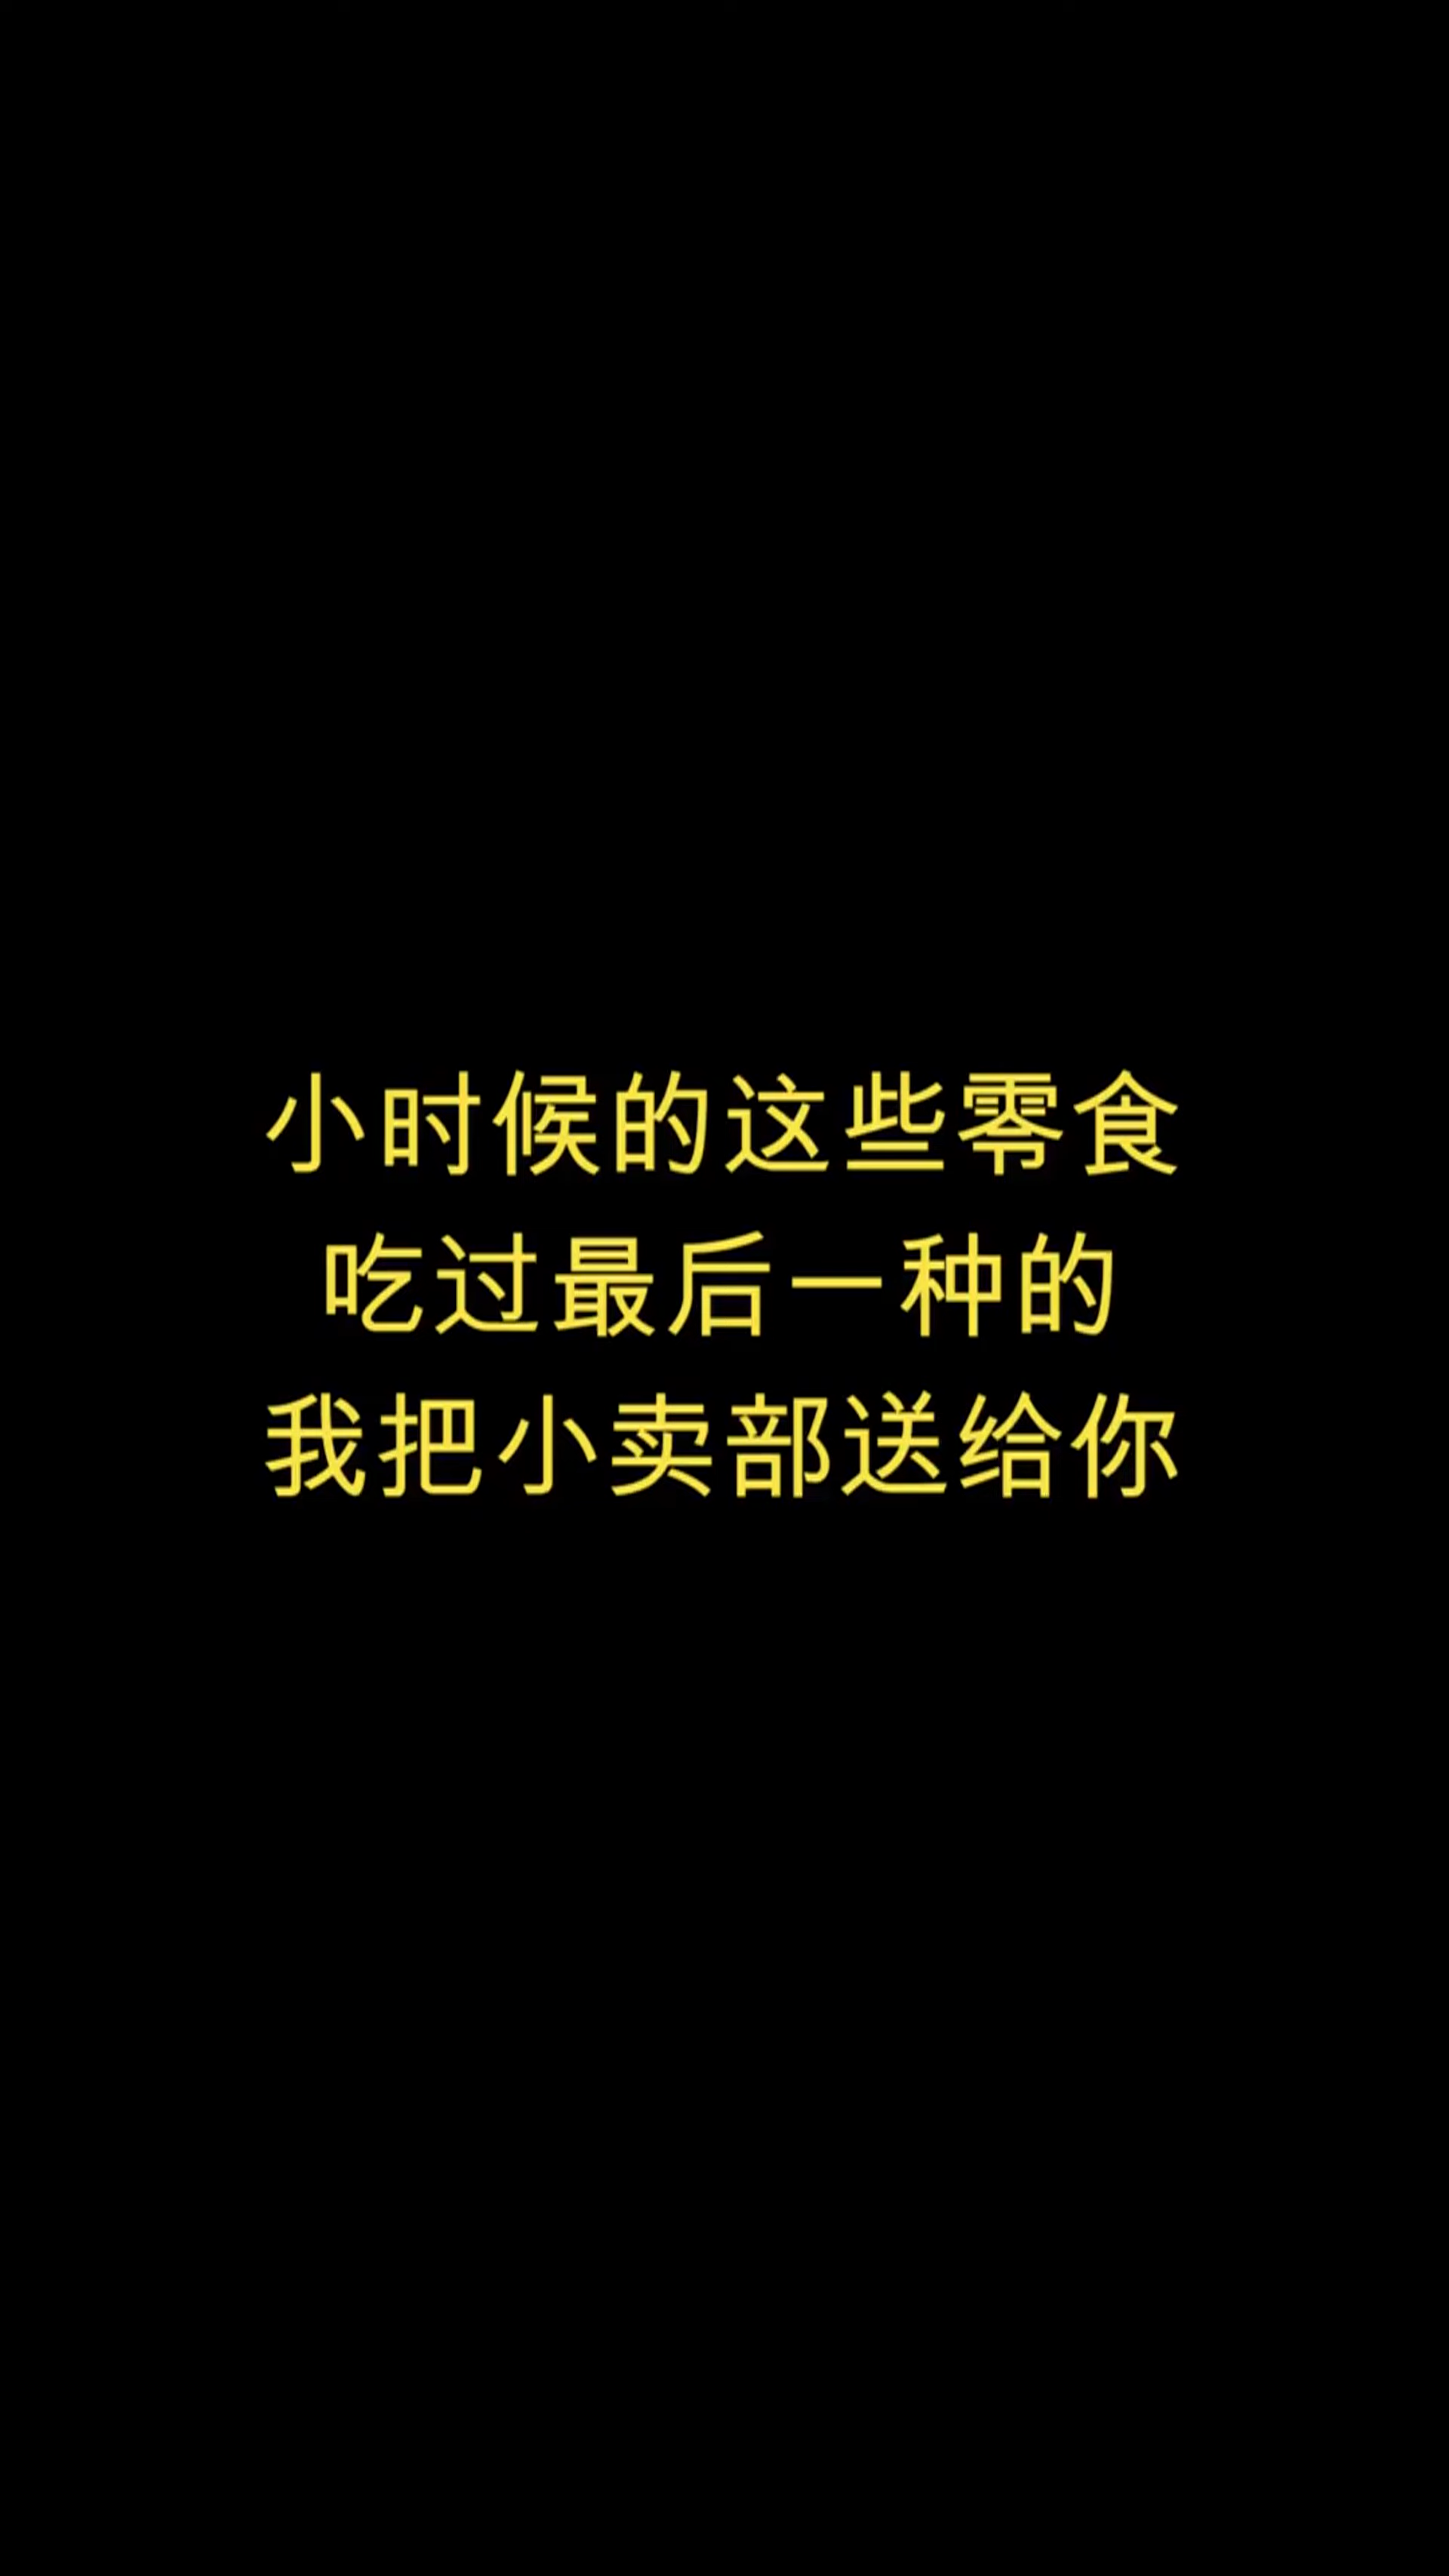 小时候的这些零食
吃过最后一种的
我把小卖部送给你